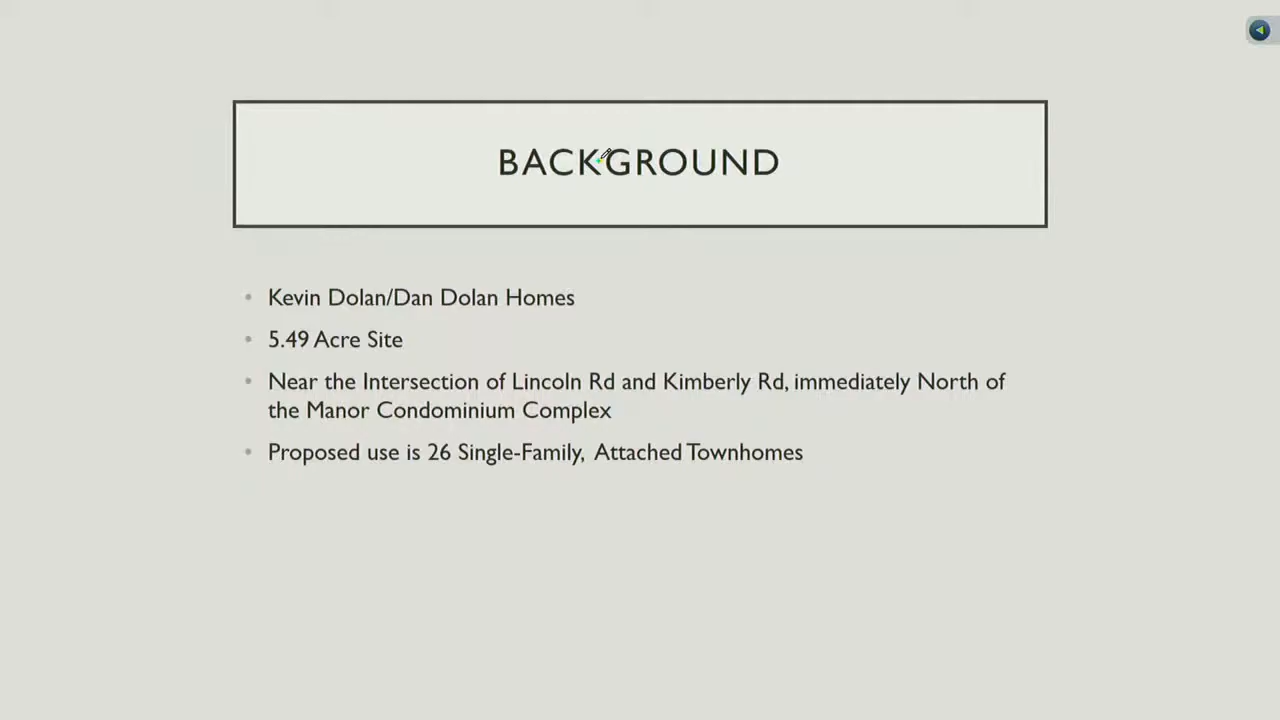 BACKGROUND
• Kevin Dolan/Dan Dolan Homes
• 5.49 Acre Site
• Near the Intersection of Lincoln Rd and Kimberly Rd, immediately North of
the Manor Condominium Complex
• Proposed use is 26 Single-Family, Attached Townhomes